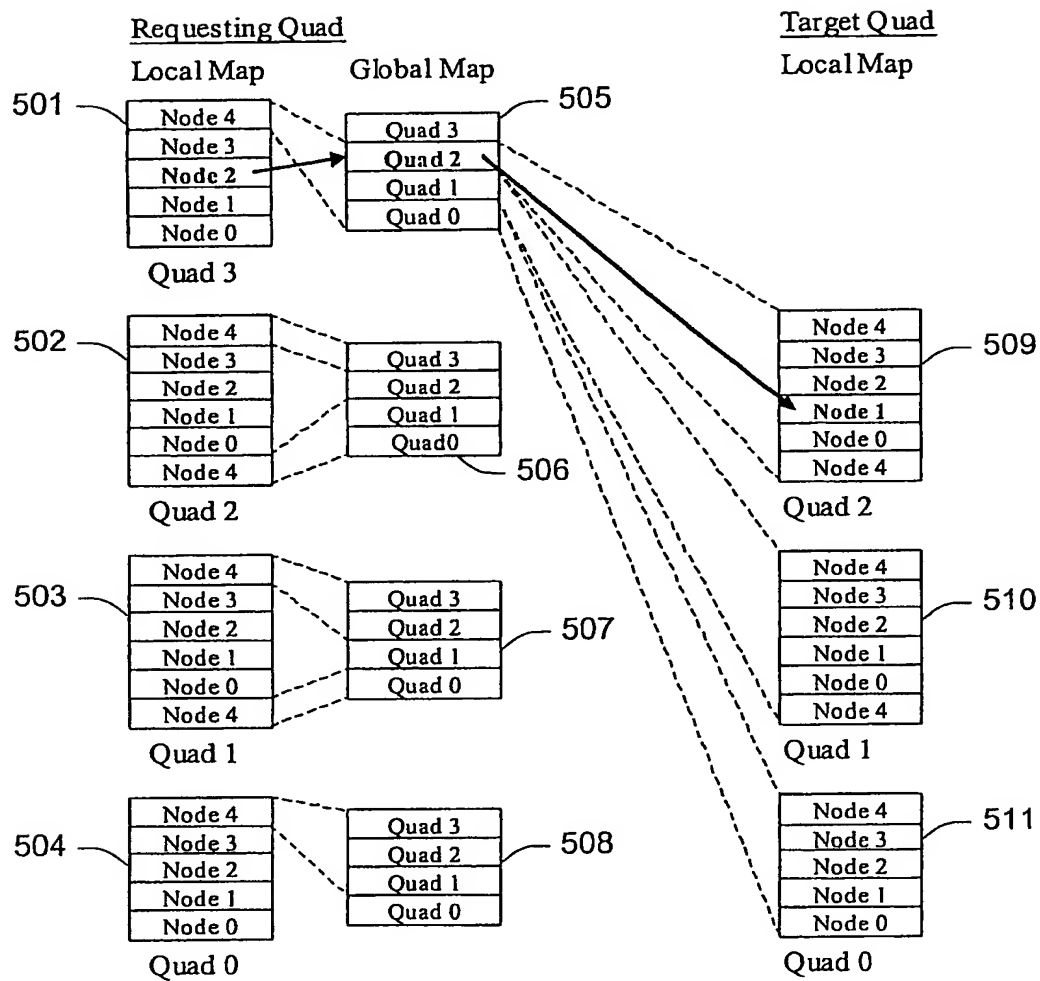 Requesting Quad
Target Quad
Local Map
Global Map
Local Map
501
Node 4
Node 3
Node 2
Node 1
Node 0
Quad 3
505
Quad 3
Quad 2
Quad 1
Quad 0
502
Node 4
Node 3
Node 2
Node 1
Node 0
Node 4
Quad 2
Quad 3
Quad 2
Quad 1
Quad0
506
Node 4
Node 3
Node 2
Node 1
Node 0
Node 4
509
Quad 2
503
Node 4
Node 3
Node 2
Node 1
Node 0
Node 4
Quad 1
Quad 3
Quad 2
Quad 1
Quad 0
507
Node 4
Node 3
Node 2
Node 1
Node 0
Node 4
510
Quad 1
504
Node 4
Node 3
Node 2
Node 1
Node 0
Quad 0
Quad 3
Quad 2
Quad 1
Quad 0
508
Node 4
Node 3
Node 2
Node 1
Node 0
511
Quad 0